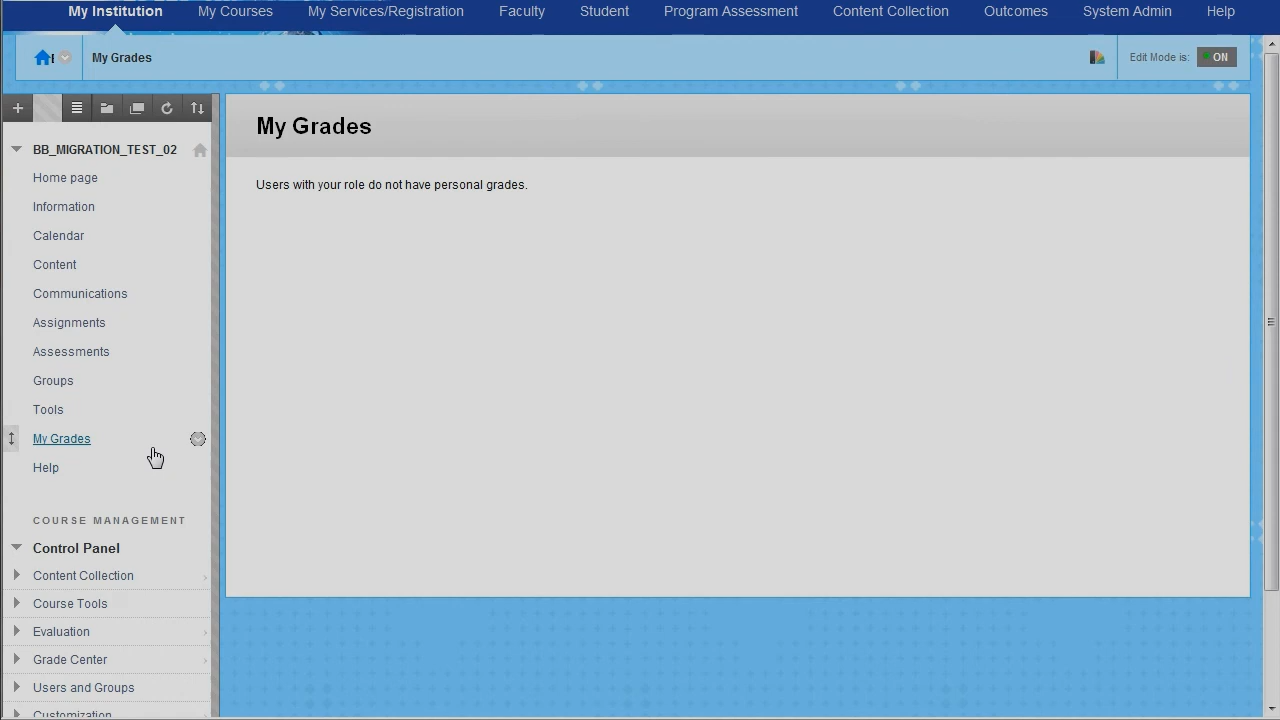 My Institution My Courses My Services/Registration Faculty Student Program Assessment Content Collection Outcomes System Admin Help
My Grades Edit Mode is: ON
BB_MIGRATION_TEST_02
Home page
Information
Calendar
Content
Communications
Assignments
Assessments
Groups
Tools
My Grades
Help
COURSE MANAGEMENT
Control Panel
Content Collection
Course Tools
Evaluation
Grade Center
Users and Groups
Customization
My Grades
Users with your role do not have personal grades.